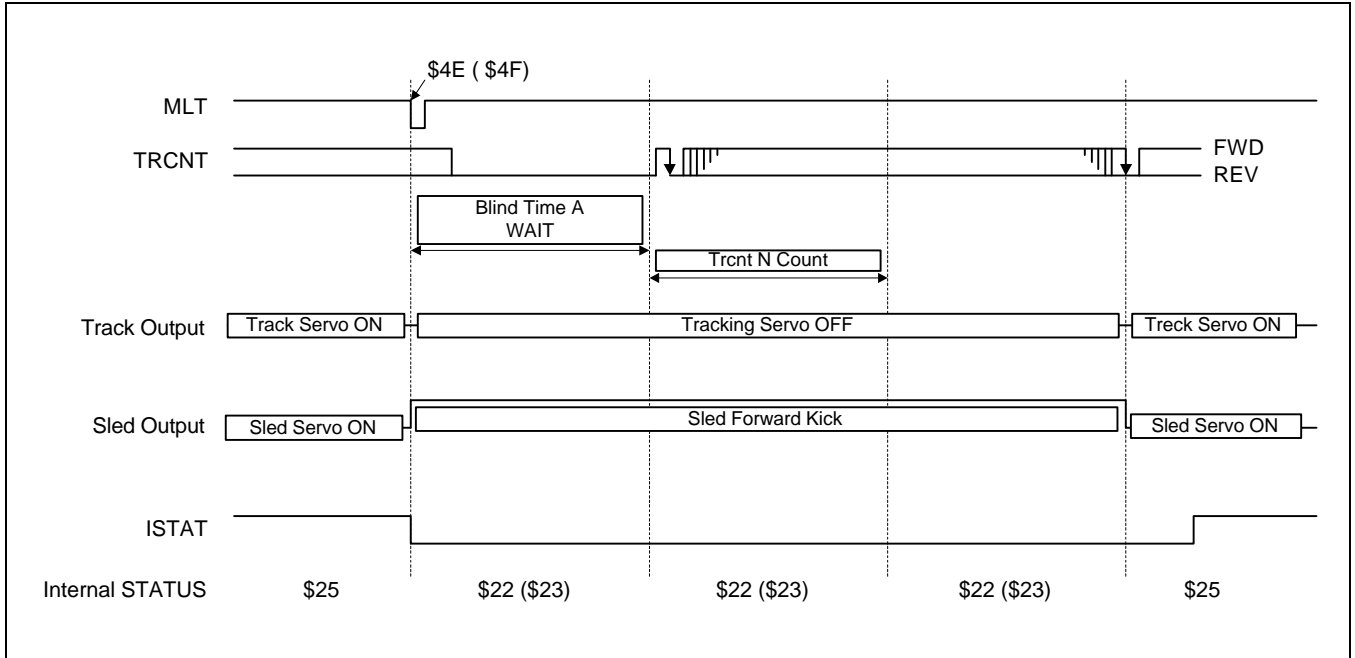 $4E ( $4F)
MLT
TRCNT
FWD
REV
Blind Time A
WAIT
Trcnt N Count
Track Output
Track Servo ON
Tracking Servo OFF
Treck Servo ON
Sled Output
Sled Servo ON
Sled Forward Kick
Sled Servo ON
ISTAT
Internal STATUS
$25
$22 ($23)
$22 ($23)
$22 ($23)
$25